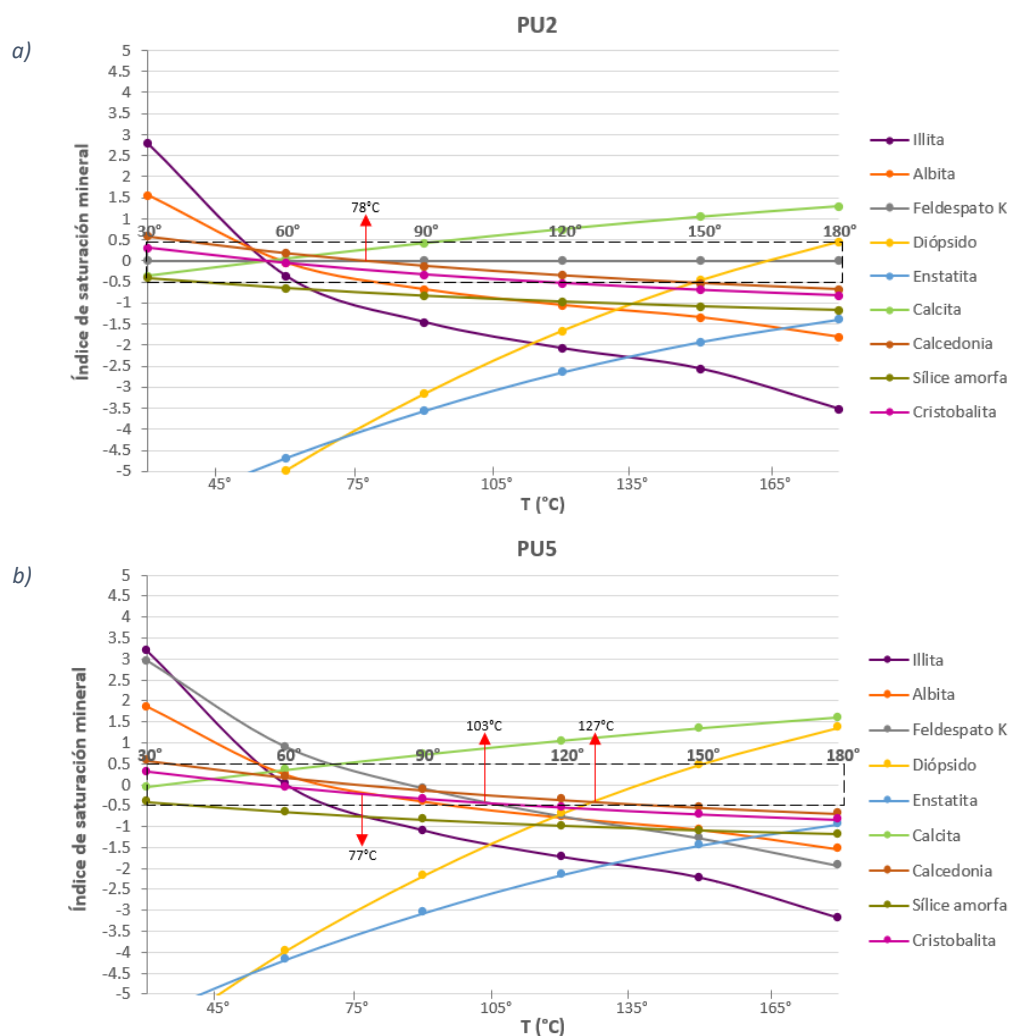 PU2
a)
Índice de saturación mineral
5
4.5
4
3.5
3
2.5
2
1.5
1
0.5
0
-0.5
-1
-1.5
-2
-2.5
-3
-3.5
-4
-4.5
-5
30° 60° 90° 120° 150° 180°
78°C
45° 75° 105° 135° 165°
T (°C)
Illita
Albita
Feldespato K
Diópsido
Enstatita
Calcita
Calcedonia
Sílice amorfa
Cristobalita
PU5
b)
Índice de saturación mineral
5
4.5
4
3.5
3
2.5
2
1.5
1
0.5
0
-0.5
-1
-1.5
-2
-2.5
-3
-3.5
-4
-4.5
-5
103°C 127°C
30° 60° 90° 120° 150° 180°
77°C
45° 75° 105° 135° 165°
T (°C)
Illita
Albita
Feldespato K
Diópsido
Enstatita
Calcita
Calcedonia
Sílice amorfa
Cristobalita